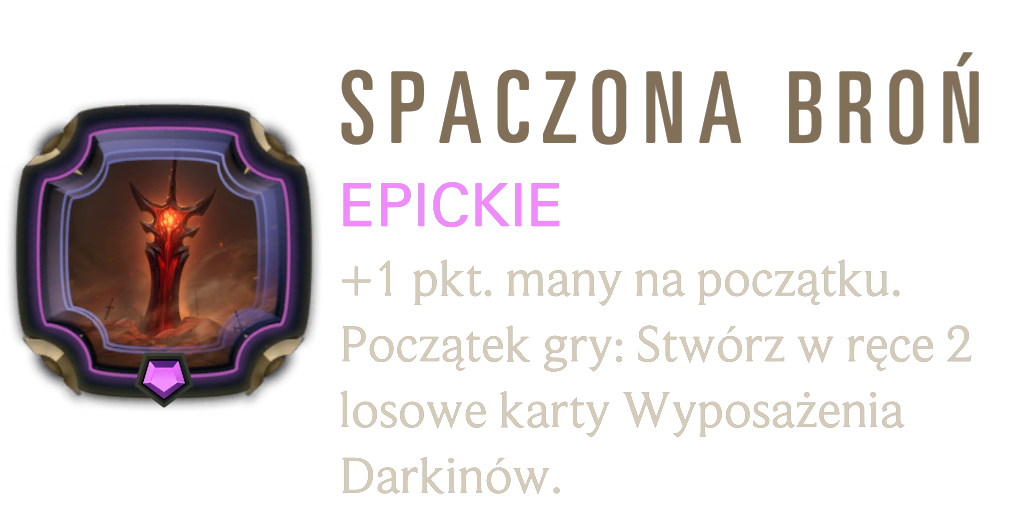 SPACZONA BROŃ
EPICKIE
+1 pkt. many na początku.
Początek gry: Stwórz w ręce 2
losowe karty Wyposażenia
Darkinów.